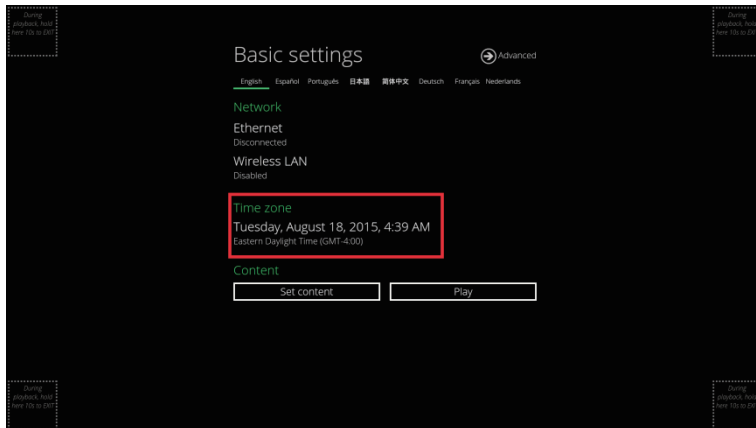 During
playback, hold
here 10s to EXIT
During
playback, hold
here 10s to EXIT
Basic settings
Advanced
English Español Português 日本語 简体中文 Deutsch Français Nederlands
Network
Ethernet
Disconnected
Wireless LAN
Disabled
Time zone
Tuesday, August 18, 2015, 4:39 AM
Eastern Daylight Time (GMT-4:00)
Content
Set content Play
During
playback, hold
here 10s to EXIT
During
playback, hold
here 10s to EXIT